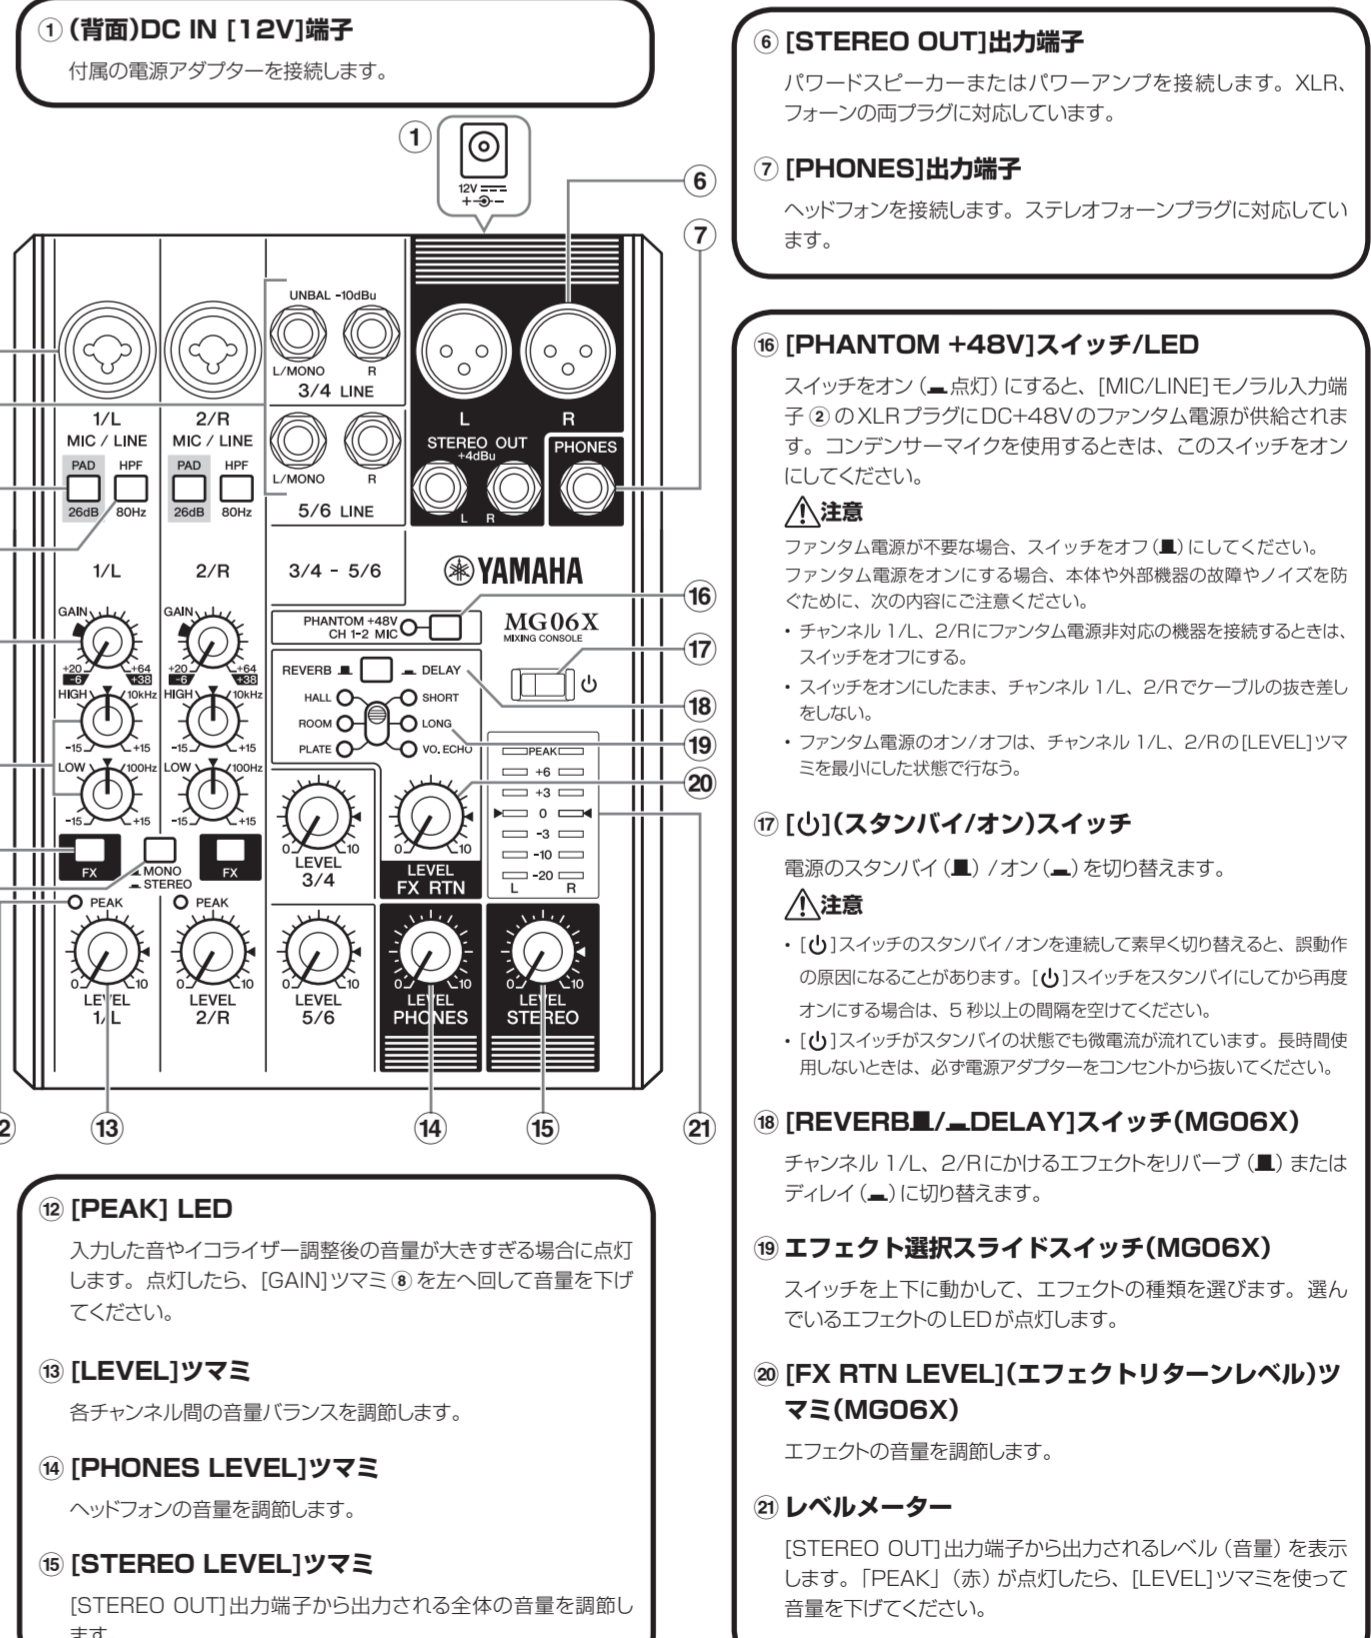 ① (背面)DC IN [12V]端子
付属の電源アダプターを接続します。
①
12V
+ -
⑥
⑦
UNBAL -10dBu
L/MONO R
3/4 LINE
1/L
MIC / LINE
2/R
MIC / LINE
PAD HPF
26dB 80Hz
PAD HPF
26dB 80Hz
L/MONO R
5/6 LINE
L R
STEREO OUT
+4dBu
L R
PHONES
1/L
2/R
3/4 - 5/6
YAMAHA
PHANTOM +48V
CH 1-2 MIC
MG06X
MIXING CONSOLE
⑯
⑰
⑱
⑲
⑳
GAIN
+20 +64
-6 +38
GAIN
+20 +64
-6 +38
HIGH 10kHz
-15 +15
HIGH 10kHz
-15 +15
LOW 100Hz
-15 +15
LOW 100Hz
-15 +15
REVERB DELAY
HALL SHORT
ROOM LONG
PLATE VO. ECHO
PEAK
+6
+3
0
-3
-10
-20
L R
0 10
LEVEL
3/4
0 10
LEVEL
FX RTN
FX
MONO
STEREO
FX
PEAK
PEAK
0 10
LEVEL
1/L
0 10
LEVEL
2/R
0 10
LEVEL
5/6
0 10
LEVEL
PHONES
0 10
LEVEL
STEREO
2
⑬
⑭
⑮
㉑
⑫ [PEAK] LED
入力した音やイコライザー調整後の音量が大きすぎる場合に点灯
します。点灯したら、[GAIN]ツマミ⑧を左へ回して音量を下げ
てください。
⑬ [LEVEL]ツマミ
各チャンネル間の音量バランスを調節します。
⑭ [PHONES LEVEL]ツマミ
ヘッドフォンの音量を調節します。
⑮ [STEREO LEVEL]ツマミ
[STEREO OUT]出力端子から出力される全体の音量を調節し
ます
⑥ [STEREO OUT]出力端子
パワードスピーカーまたはパワーアンプを接続します。XLR、
フォーンの両プラグに対応しています。
⑦ [PHONES]出力端子
ヘッドフォンを接続します。ステレオフォーンプラグに対応してい
ます。
⑯ [PHANTOM +48V]スイッチ/LED
スイッチをオン(点灯)にすると、[MIC/LINE]モノラル入力端
子②のXLRプラグにDC+48Vのファンタム電源が供給されま
す。コンデンサーマイクを使用するときは、このスイッチをオン
にしてください。
注意
ファンタム電源が不要な場合、スイッチをオフ()にしてください。
ファンタム電源をオンにする場合、本体や外部機器の故障やノイズを防
ぐために、次の内容にご注意ください。
・チャンネル 1/L、2/Rにファンタム電源非対応の機器を接続するときは、
スイッチをオフにする。
・スイッチをオンにしたまま、チャンネル 1/L、2/Rでケーブルの抜き差し
をしない。
・ファンタム電源のオン/オフは、チャンネル 1/L、2/Rの[LEVEL]ツマ
ミを最小にした状態で行なう。
⑰ [⏻](スタンバイ/オン)スイッチ
電源のスタンバイ()/オン()を切り替えます。
注意
・[⏻]スイッチのスタンバイ/オンを連続して素早く切り替えると、誤動作
の原因になることがあります。[⏻]スイッチをスタンバイにしてから再度
オンにする場合は、5 秒以上の間隔を空けてください。
・[⏻]スイッチがスタンバイの状態でも微電流が流れています。長時間使
用しないときは、必ず電源アダプターをコンセントから抜いてください。
⑱ [REVERB/DELAY]スイッチ(MG06X)
チャンネル 1/L、2/Rにかけるエフェクトをリバーブ()または
ディレイ()に切り替えます。
⑲ エフェクト選択スライドスイッチ(MG06X)
スイッチを上下に動かして、エフェクトの種類を選びます。選ん
でいるエフェクトのLEDが点灯します。
⑳ [FX RTN LEVEL](エフェクトリターンレベル)ツ
マミ(MG06X)
エフェクトの音量を調節します。
㉑ レベルメーター
[STEREO OUT]出力端子から出力されるレベル(音量)を表示
します。「PEAK」(赤)が点灯したら、[LEVEL]ツマミを使って
音量を下げてください。